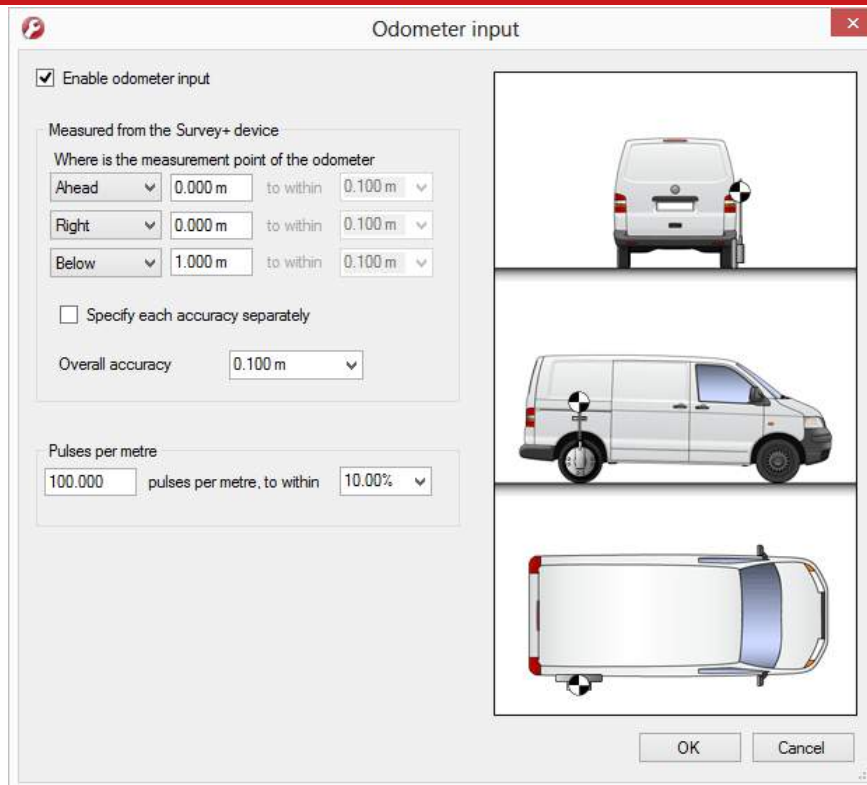 Odometer input
Enable odometer input
Measured from the Survey+ device
Where is the measurement point of the odometer
Ahead 0.000 m to within 0.100 m
Right 0.000 m to within 0.100 m
Below 1.000 m to within 0.100 m
Specify each accuracy separately
Overall accuracy 0.100 m
Pulses per metre
100.000 pulses per metre, to within 10.00%
OK Cancel